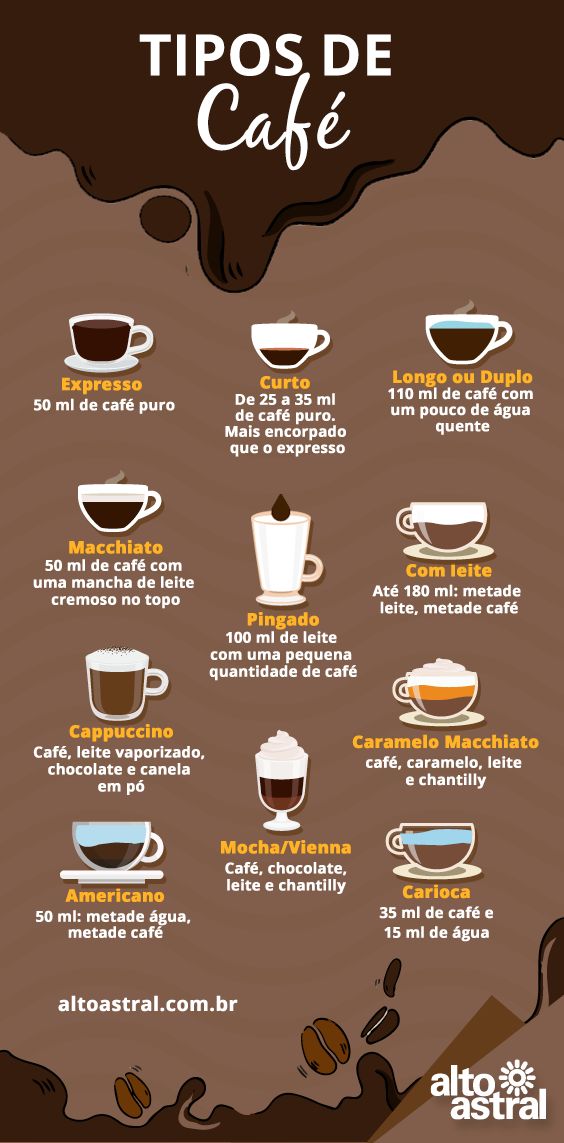 TIPOS DE
Café
Expresso
50 ml de café puro
Curto
De 25 a 35 ml
de café puro.
Mais encorpado
que o expresso
Longo ou Duplo
110 ml de café com
um pouco de água
quente
Macchiato
50 ml de café com
uma mancha de leite
cremoso no topo
Pingado
100 ml de leite
com uma pequena
quantidade de café
Com leite
Até 180 ml: metade
leite, metade café
Cappuccino
Café, leite vaporizado,
chocolate e canela
em pó
Mocha/Vienna
Café, chocolate,
leite e chantilly
Caramelo Macchiato
café, caramelo, leite
e chantilly
Americano
50 ml: metade água,
metade café
Carioca
35 ml de café e
15 ml de água
altoastral.com.br
alto
astral